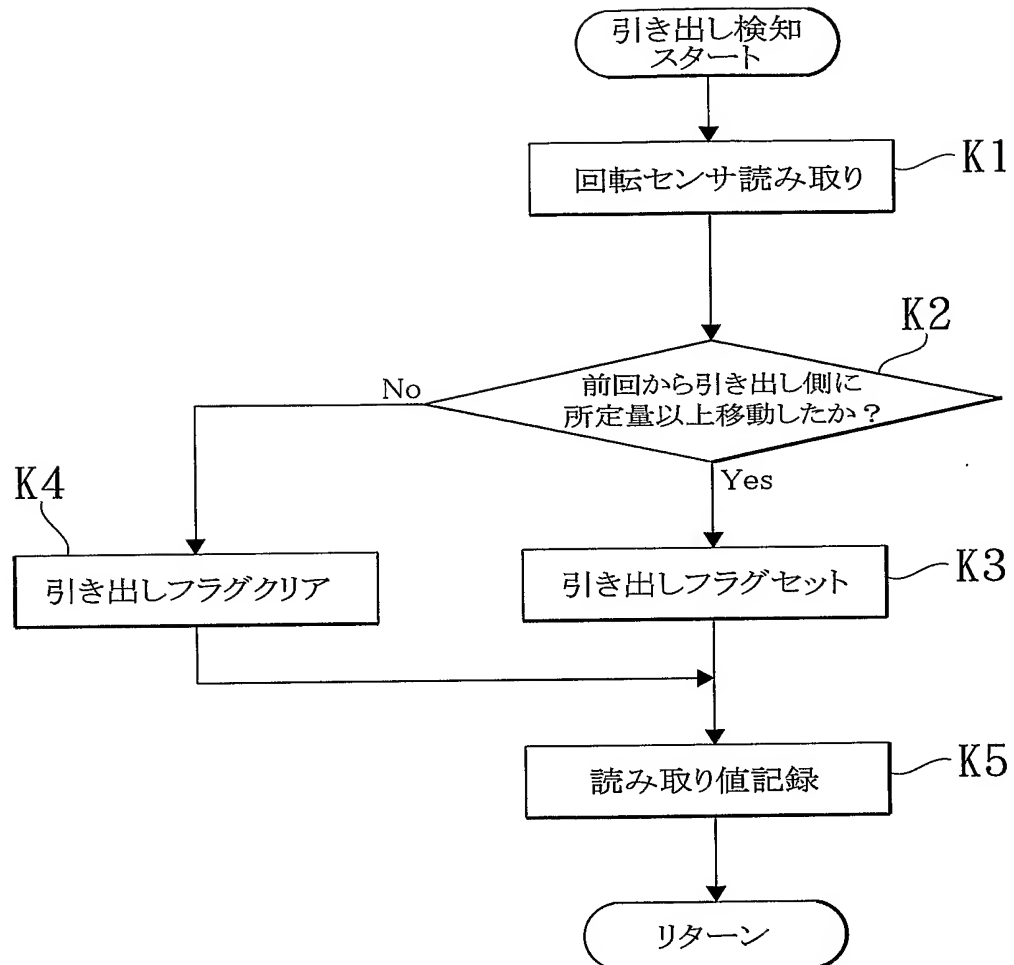 引き出し検知
スタート
回転センサ読み取り
K1
K2
前回から引き出し側に
所定量以上移動したか？
No
Yes
K4
引き出しフラグクリア
引き出しフラグセット
K3
読み取り値記録
K5
リターン